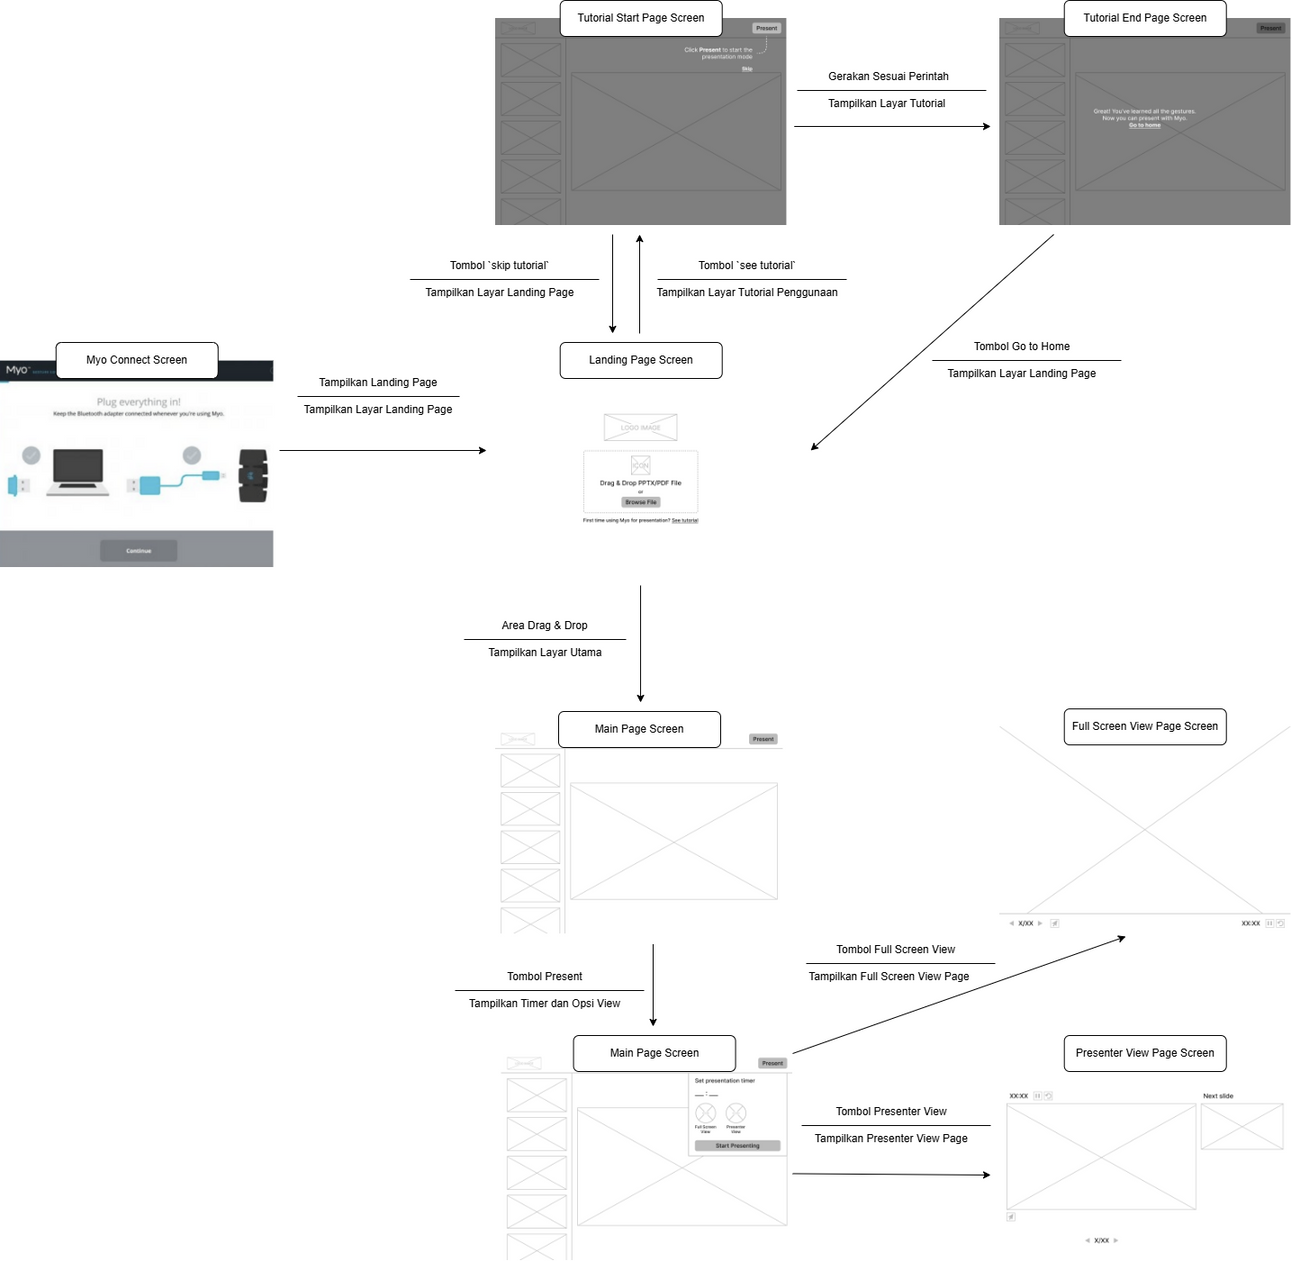 Tutorial Start Page Screen
Present
Click Present to start the
presentation mode
Skip
Gerakan Sesuai Perintah
Tampilkan Layar Tutorial
Tutorial End Page Screen
Present
Great! You've learned all the gestures.
Now you can present with Myo.
Go to home
Tombol `skip tutorial`
Tampilkan Layar Landing Page
Tombol `see tutorial`
Tampilkan Layar Tutorial Penggunaan
Tombol Go to Home
Tampilkan Layar Landing Page
Myo Connect Screen
Myo
Plug everything in!
Keep the Bluetooth adapter connected whenever you're using Myo.
Continue
Tampilkan Landing Page
Tampilkan Layar Landing Page
Landing Page Screen
LOGO IMAGE
ICON
Drag & Drop PPTX/PDF File
or
Browse File
First time using Myo for presentation? See tutorial
Area Drag & Drop
Tampilkan Layar Utama
Main Page Screen
Present
Full Screen View Page Screen
X/XX
XX:XX
Tombol Present
Tampilkan Timer dan Opsi View
Tombol Full Screen View
Tampilkan Full Screen View Page
Main Page Screen
Present
Set presentation timer
__ : __
Full Screen
View
Presenter
View
Start Presenting
Tombol Presenter View
Tampilkan Presenter View Page
Presenter View Page Screen
XX:XX
Next slide
X/XX